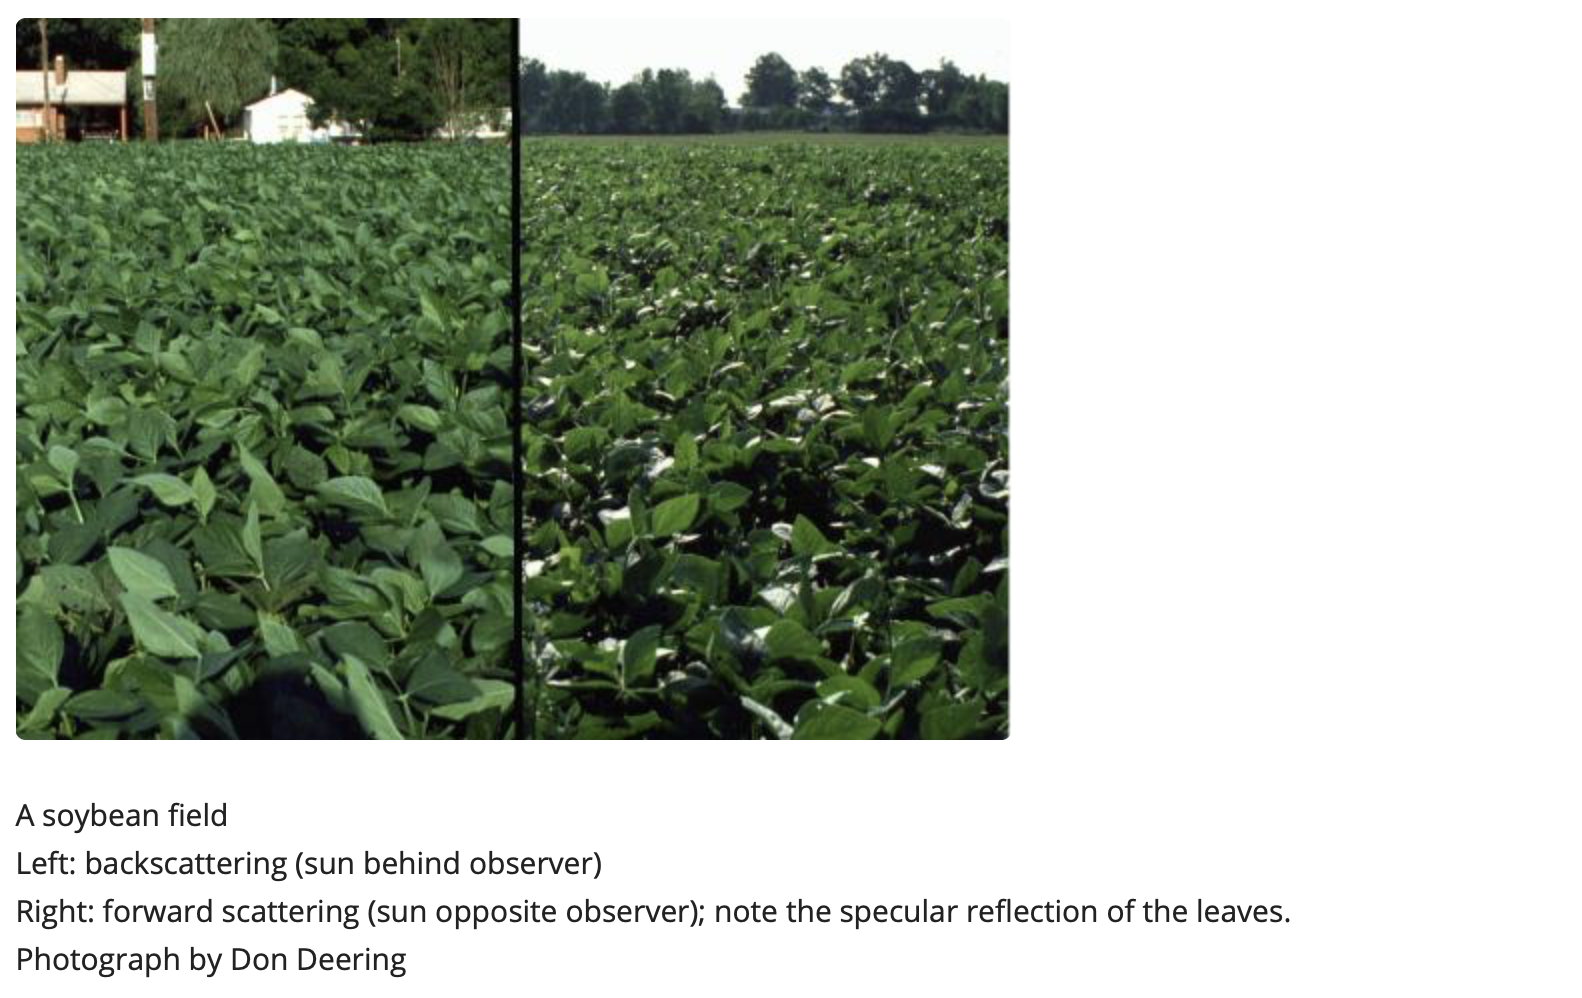 A soybean field
Left: backscattering (sun behind observer)
Right: forward scattering (sun opposite observer); note the specular reflection of the leaves.
Photograph by Don Deering